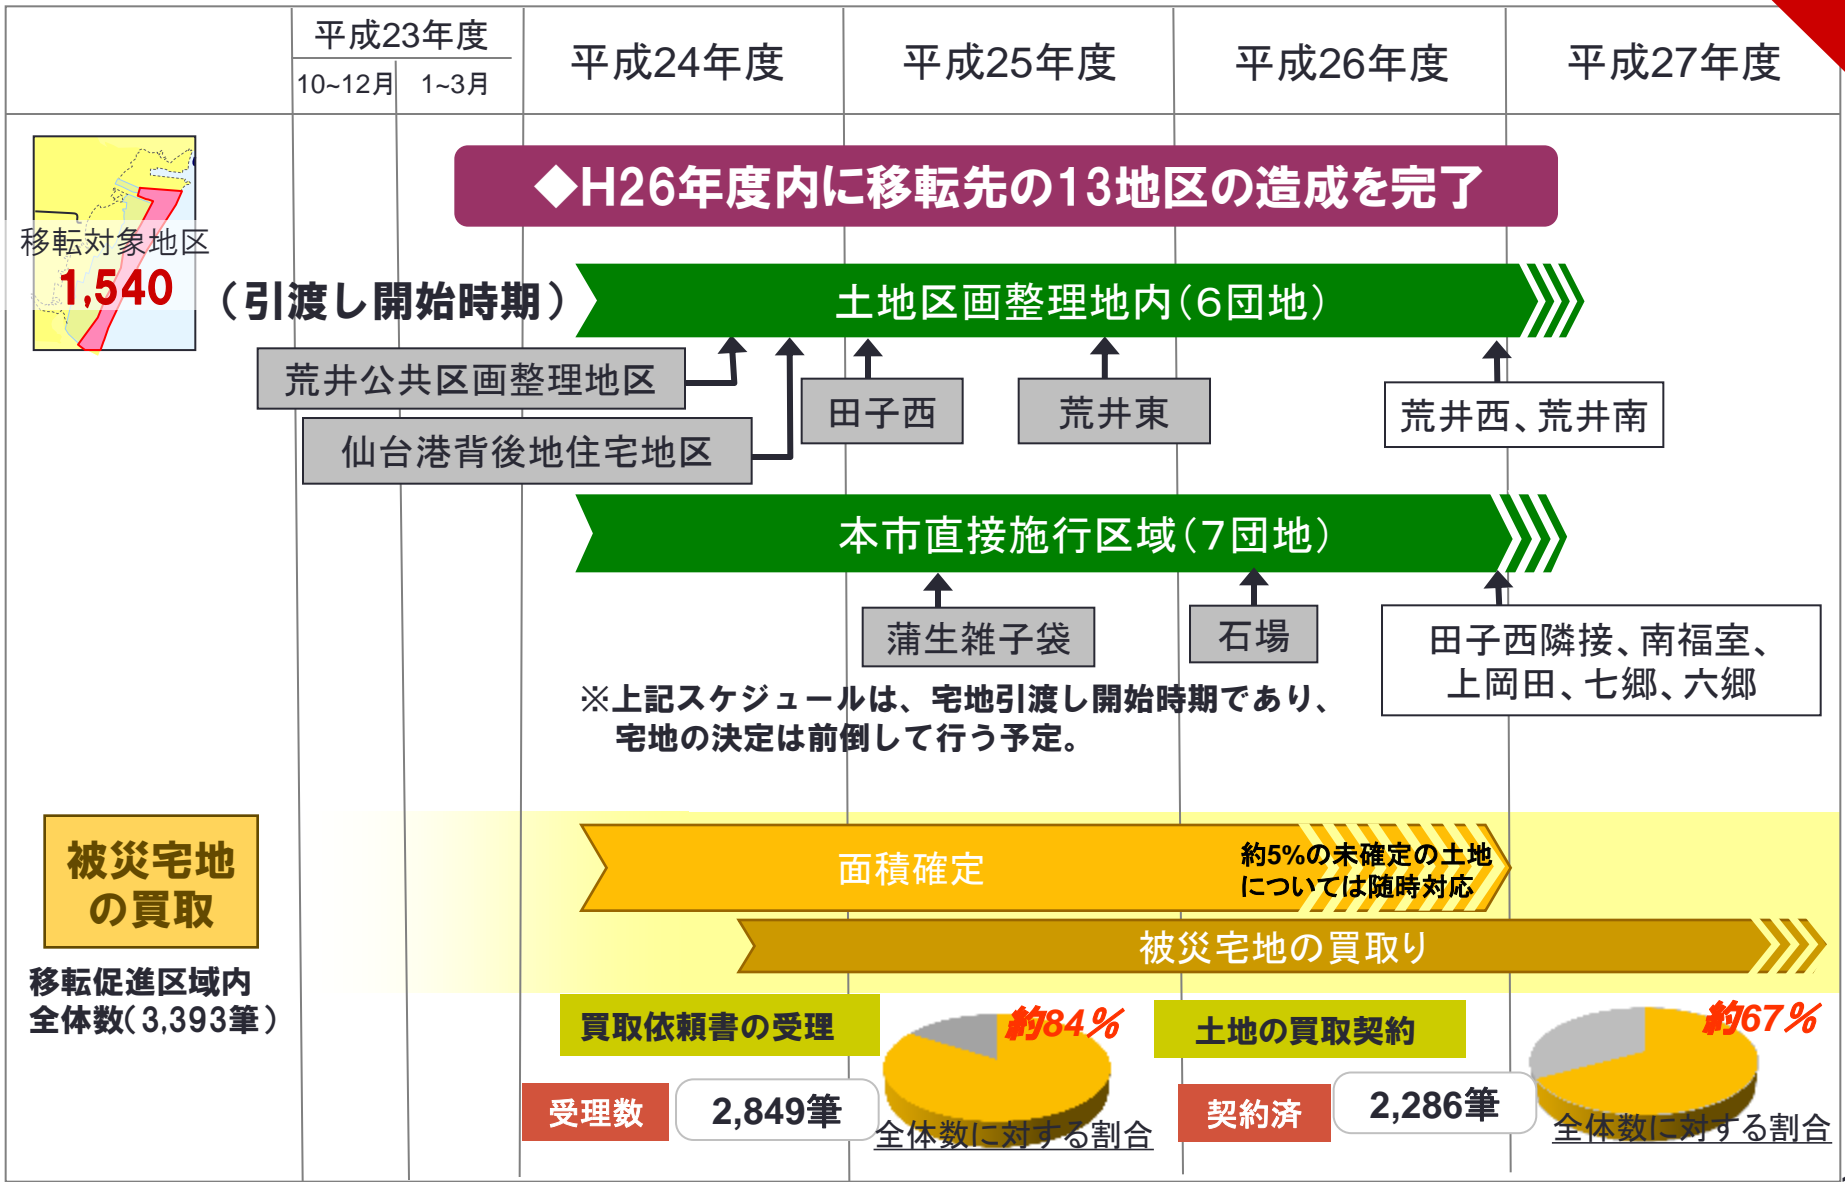 平成23年度
10~12月
1~3月
平成24年度
平成25年度
平成26年度
平成27年度
◆H26年度内に移転先の13地区の造成を完了
移転対象地区
1,540
（引渡し開始時期）
土地区画整理地内（６団地）
荒井公共区画整理地区
仙台港背後地住宅地区
田子西
荒井東
荒井西、荒井南
本市直接施行区域（７団地）
蒲生雑子袋
石場
田子西隣接、南福室、
上岡田、七郷、六郷
※上記スケジュールは、宅地引渡し開始時期であり、
宅地の決定は前倒して行う予定。
被災宅地
の買取
面積確定
約5%の未確定の土地
については随時対応
被災宅地の買取り
移転促進区域内
全体数（3,393筆）
買取依頼書の受理
約84％
受理数
2,849筆
全体数に対する割合
土地の買取契約
約67％
契約済
2,286筆
全体数に対する割合